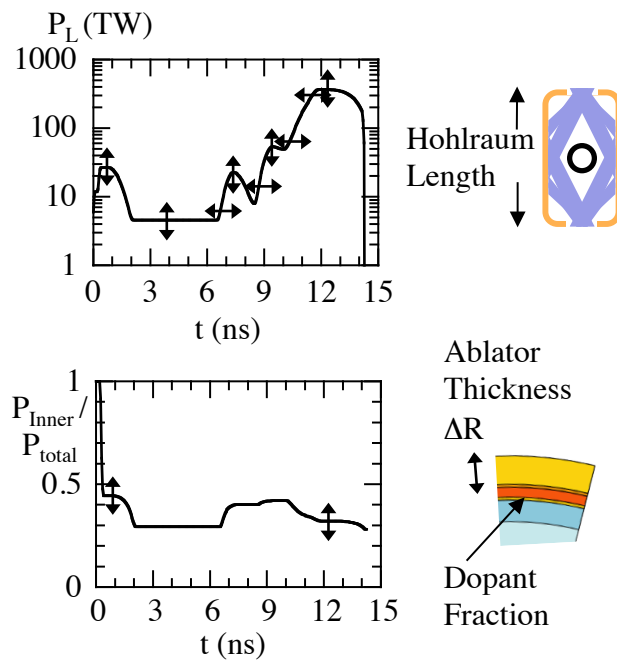 P_L (TW)
1000
100
10
1
0 3 6 9 12 15
t (ns)
Hohlraum
Length
P_Inner /
P_total
1
0.5
0
0 3 6 9 12 15
t (ns)
Ablator
Thickness
ΔR
Dopant
Fraction